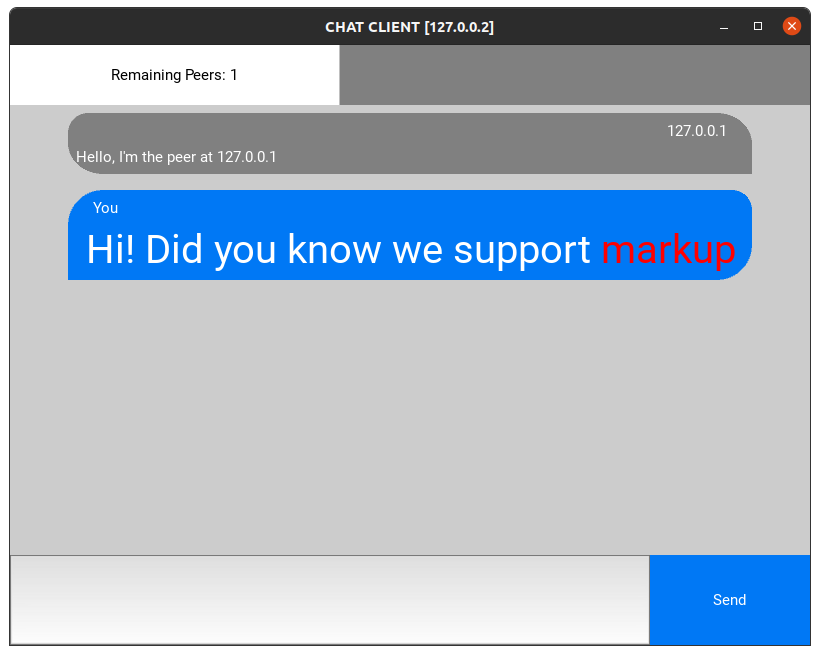 CHAT CLIENT [127.0.0.2]
Remaining Peers: 1
127.0.0.1
Hello, I'm the peer at 127.0.0.1
You
Hi! Did you know we support markup
Send